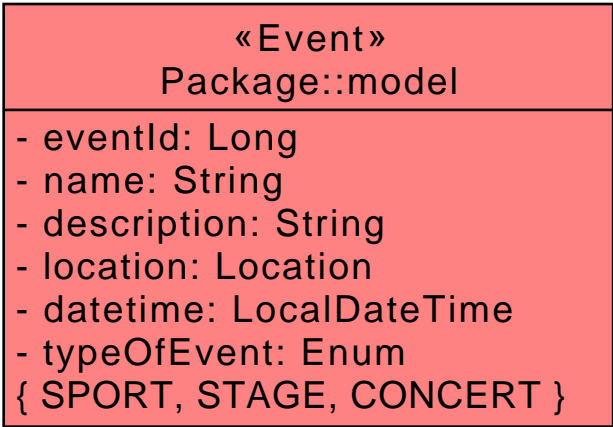 «Event»
Package::model
- eventId: Long
- name: String
- description: String
- location: Location
- datetime: LocalDateTime
- typeOfEvent: Enum
{ SPORT, STAGE, CONCERT }